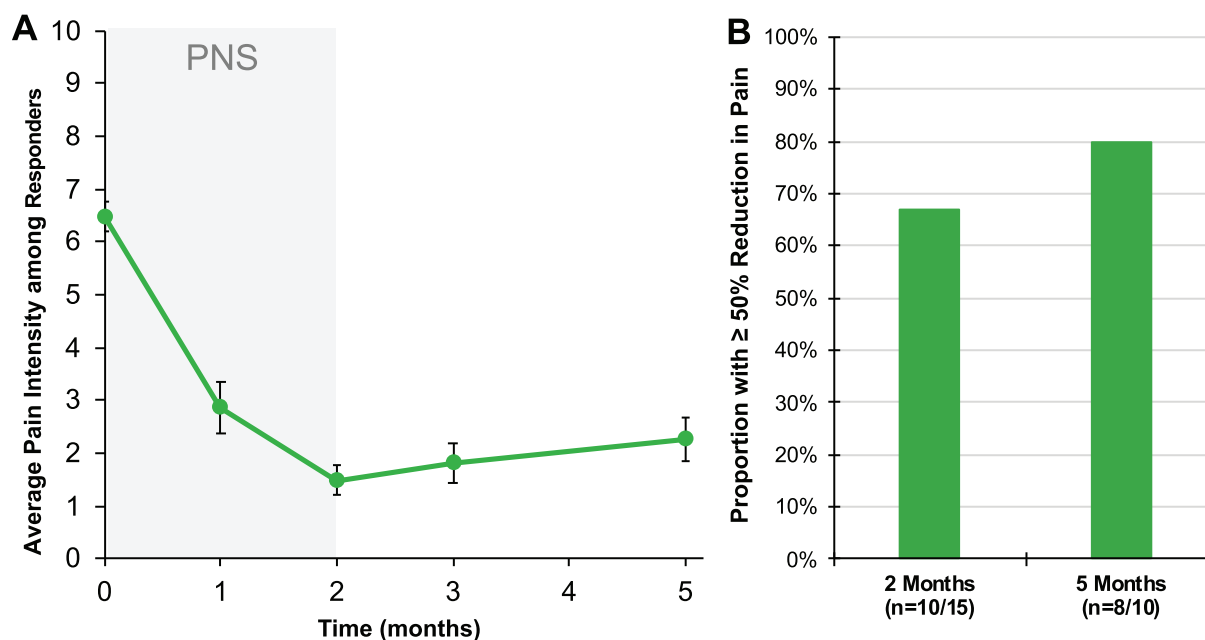 A
PNS
Average Pain Intensity among Responders
10
9
8
7
6
5
4
3
2
1
0
0 1 2 3 4 5
Time (months)
B
Proportion with ≥ 50% Reduction in Pain
100%
90%
80%
70%
60%
50%
40%
30%
20%
10%
0%
2 Months 5 Months
(n=10/15) (n=8/10)